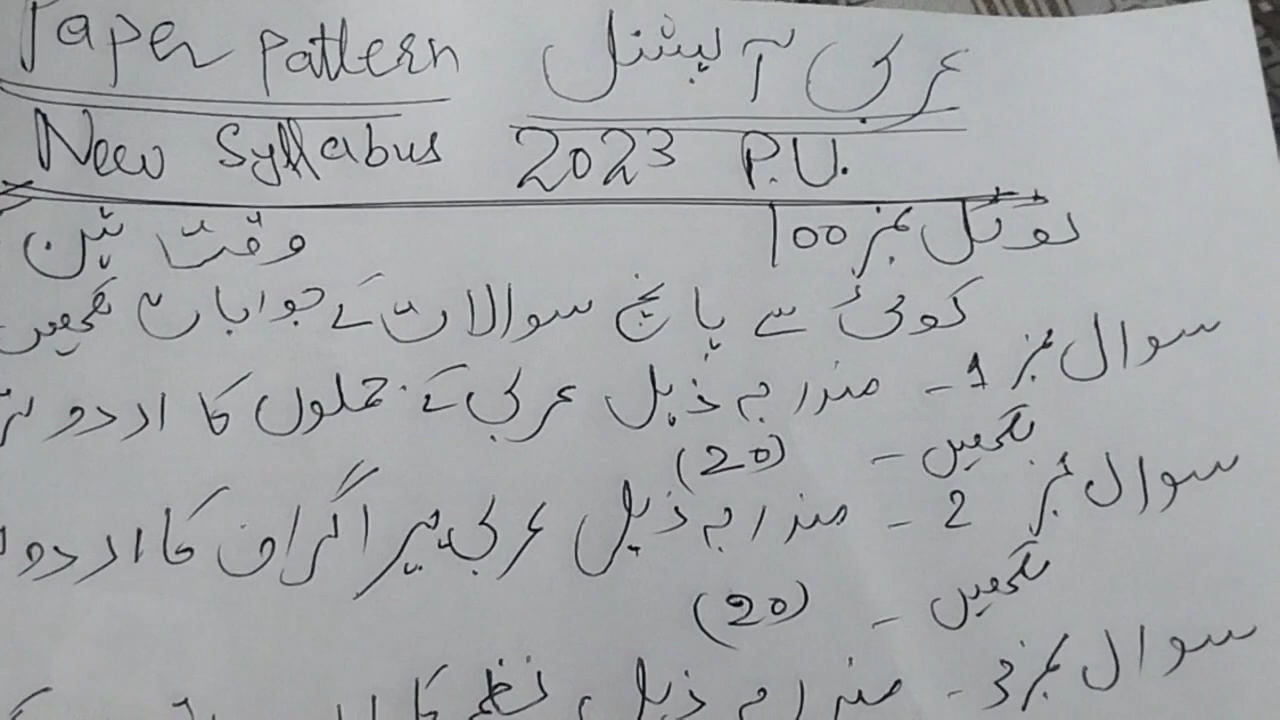 Paper Pattern عربی آپشنل
New Syllabus 2023 P.U.
ٹوٹل نمبر 100 وقت تین
کوئی سے پانچ سوالات کے جوابات لکھیں
سوال نمبر 1 - مندرجہ ذیل عربی کے جملوں کا اردو
لکھیں - (20)
سوال نمبر 2 - مندرجہ ذیل عربی پیراگراف کا اردو
لکھیں - (20)
سوال نمبر 3 - مندرجہ ذیل نظم کا